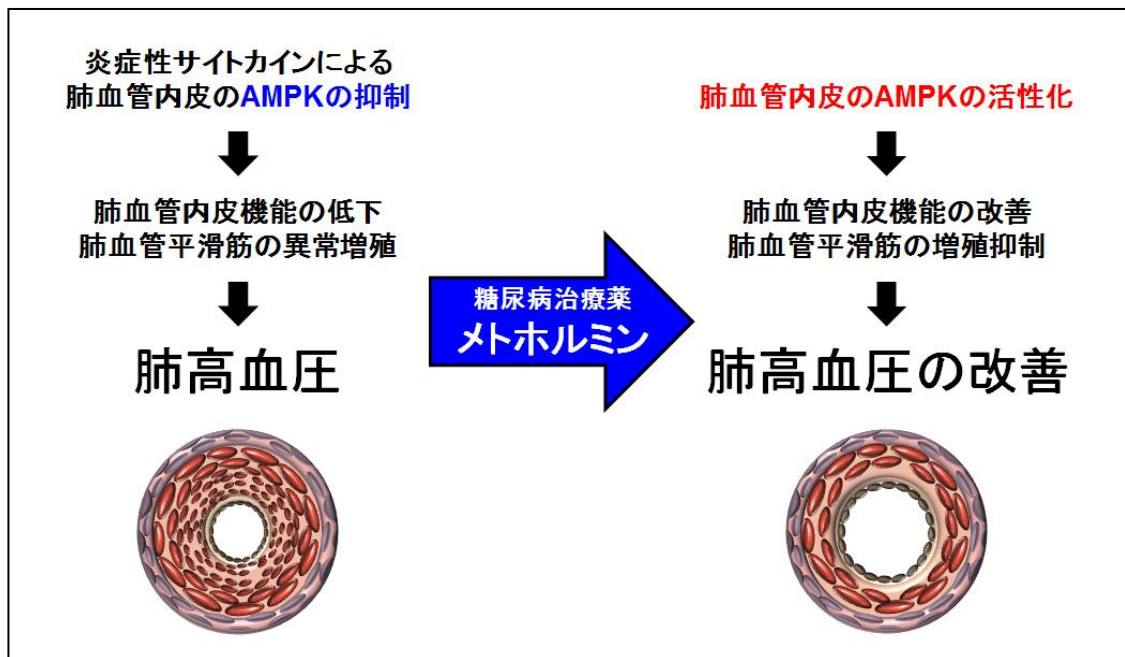 炎症性サイトカインによる
肺血管内皮のAMPKの抑制
肺血管内皮機能の低下
肺血管平滑筋の異常増殖
肺高血圧
糖尿病治療薬
メトホルミン
肺血管内皮のAMPKの活性化
肺血管内皮機能の改善
肺血管平滑筋の増殖抑制
肺高血圧の改善